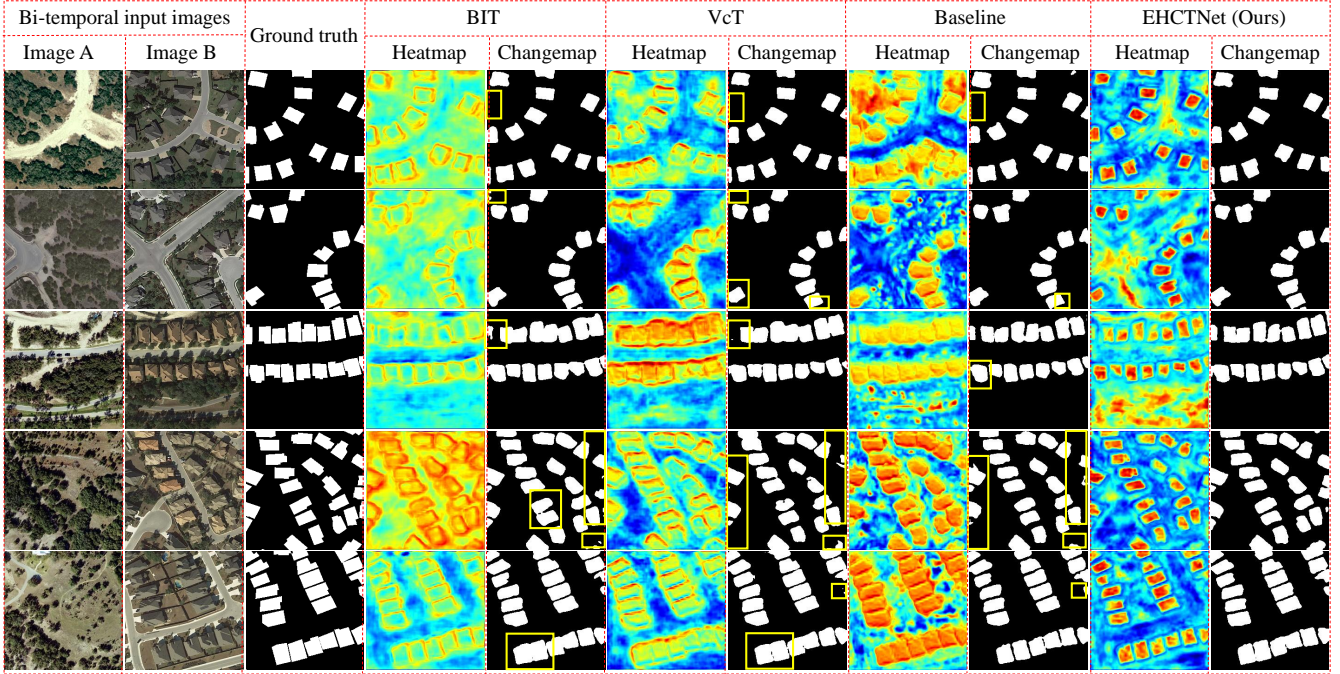 Bi-temporal input images
Ground truth
BIT
VcT
Baseline
EHCTNet (Ours)
Image A
Image B
Heatmap
Changemap
Heatmap
Changemap
Heatmap
Changemap
Heatmap
Changemap